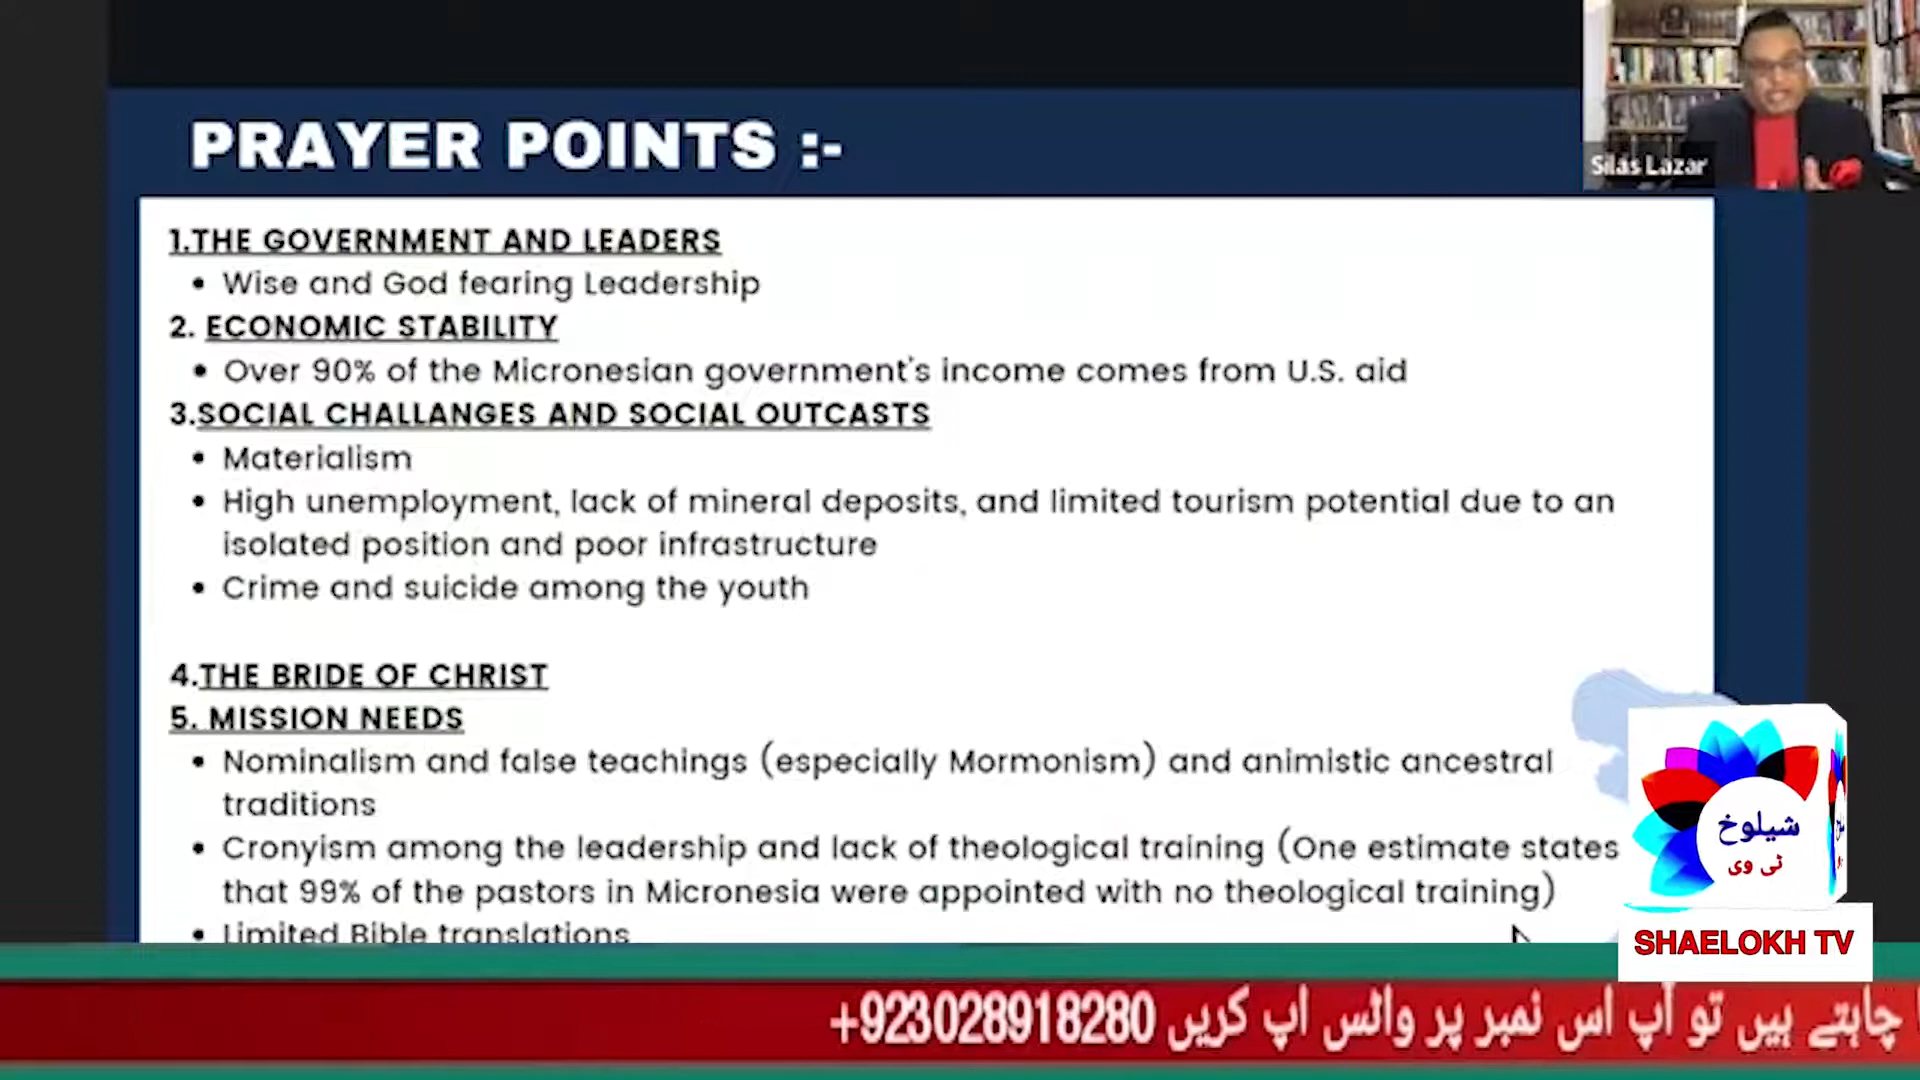 PRAYER POINTS :-
Silas Lazar
1.THE GOVERNMENT AND LEADERS
• Wise and God fearing Leadership
2. ECONOMIC STABILITY
• Over 90% of the Micronesian government's income comes from U.S. aid
3.SOCIAL CHALLANGES AND SOCIAL OUTCASTS
• Materialism
• High unemployment, lack of mineral deposits, and limited tourism potential due to an
isolated position and poor infrastructure
• Crime and suicide among the youth
4.THE BRIDE OF CHRIST
5. MISSION NEEDS
• Nominalism and false teachings (especially Mormonism) and animistic ancestral
traditions
• Cronyism among the leadership and lack of theological training (One estimate states
that 99% of the pastors in Micronesia were appointed with no theological training)
• Limited Bible translations
شیلوخ
ٹی وی
SHAELOKH TV
چاہتے ہیں تو آپ اس نمبر پر واٹس اپ کریں 923028918280+